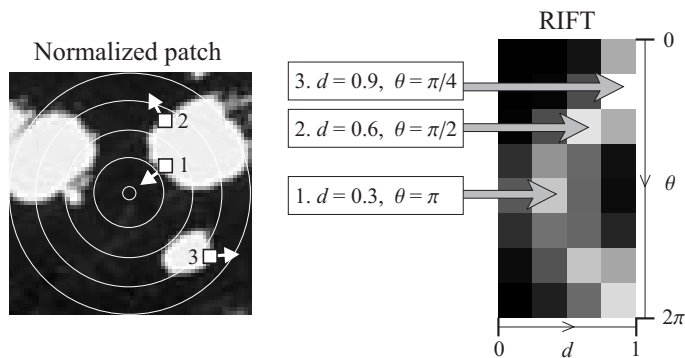 RIFT
Normalized patch
0
3. d = 0.9, θ = π/4
2
2. d = 0.6, θ = π/2
1
1. d = 0.3, θ = π
θ
3
2π
0 d 1